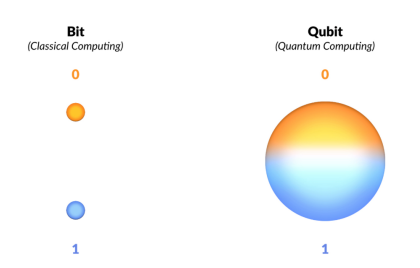 Bit
(Classical Computing)
0
1
Qubit
(Quantum Computing)
0
1